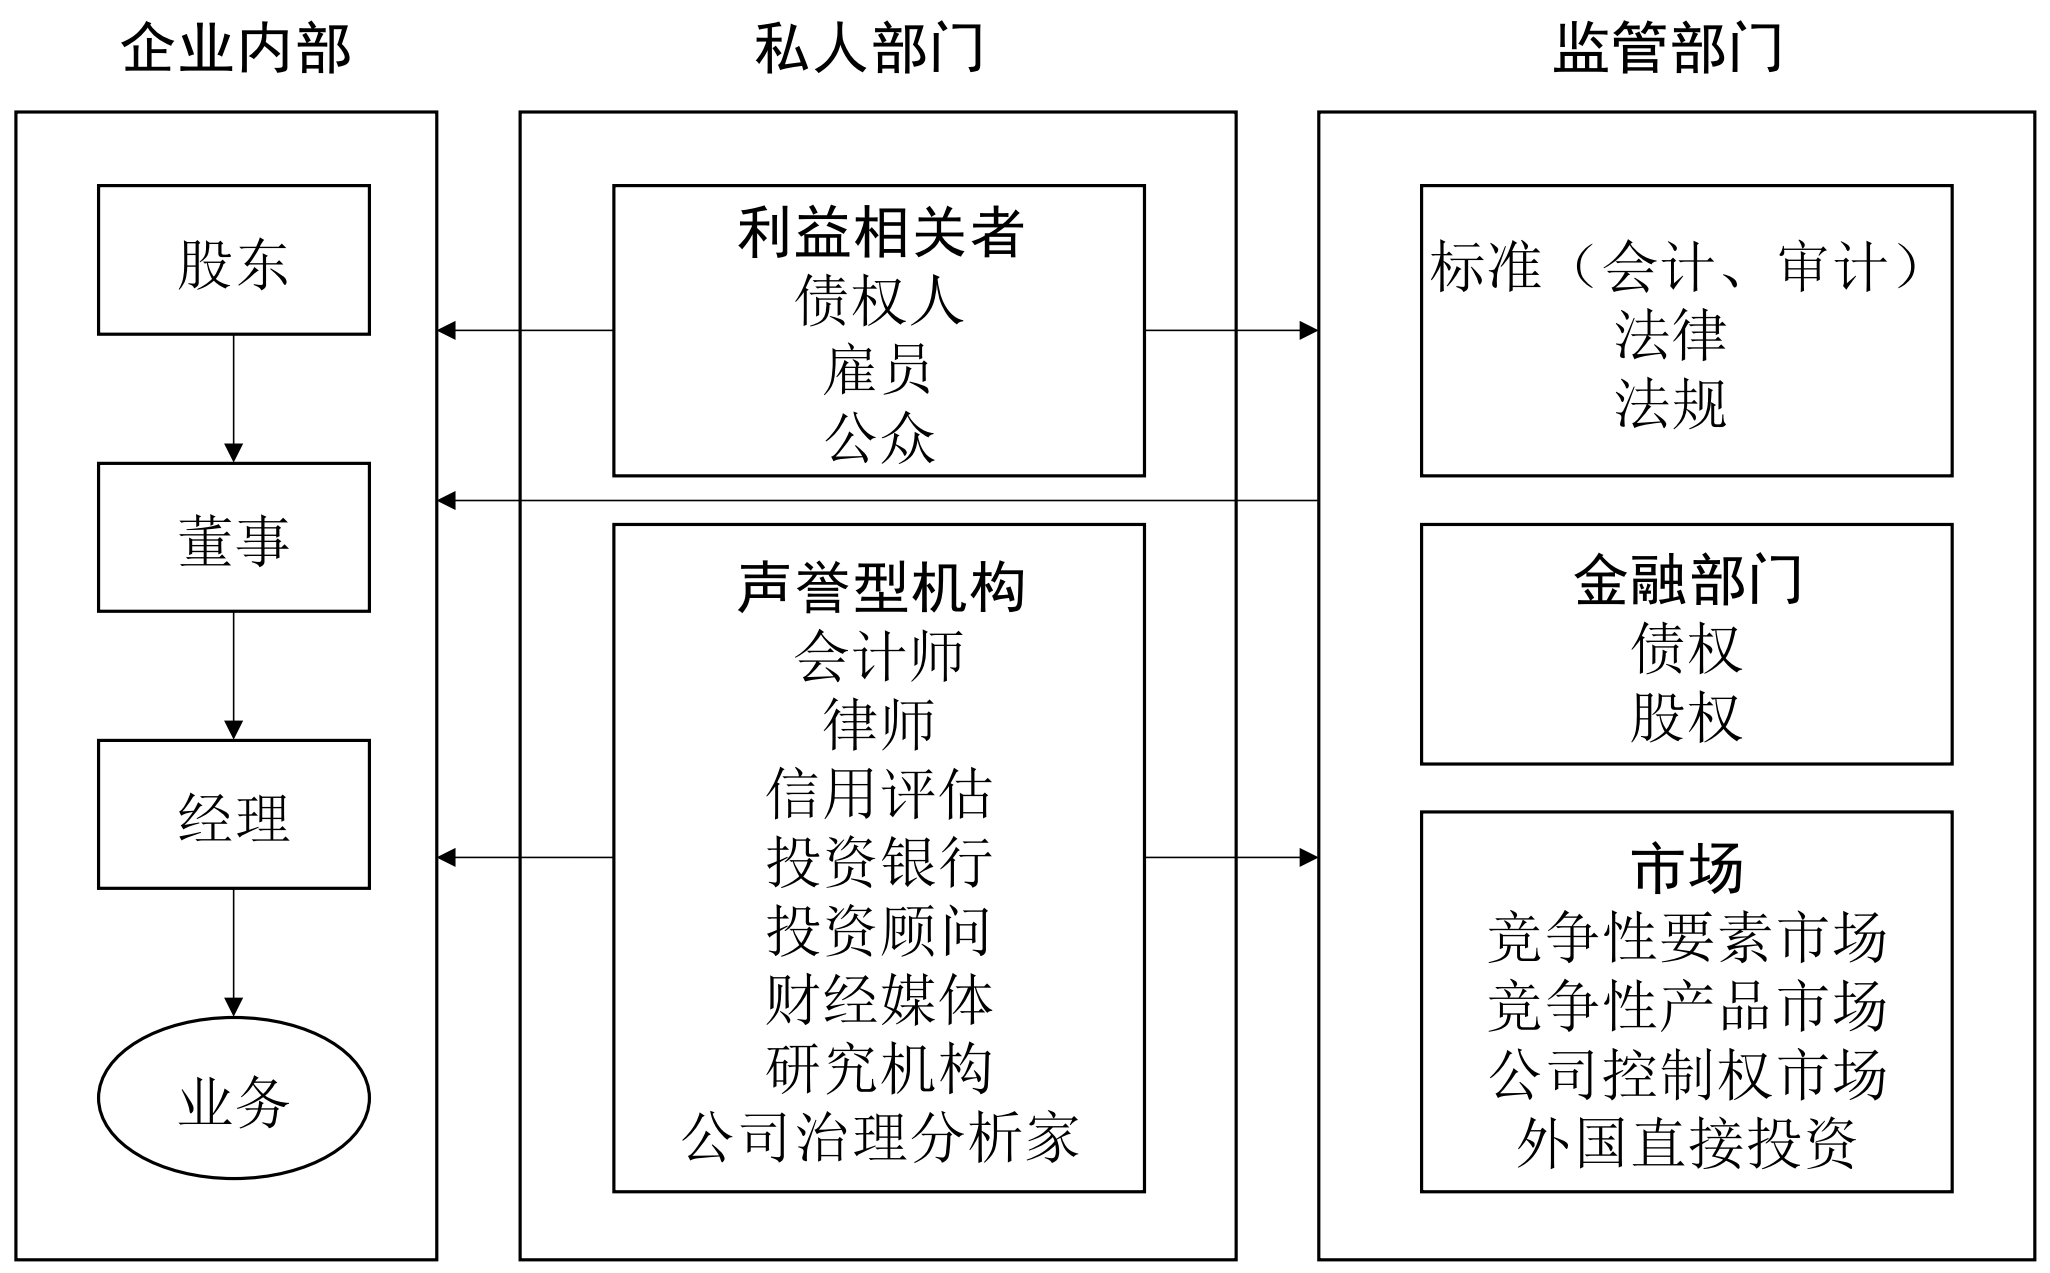 企业内部
股东
董事
经理
业务
私人部门
利益相关者
债权人
雇员
公众
声誉型机构
会计师
律师
信用评估
投资银行
投资顾问
财经媒体
研究机构
公司治理分析家
监管部门
标准（会计、审计）
法律
法规
金融部门
债权
股权
市场
竞争性要素市场
竞争性产品市场
公司控制权市场
外国直接投资